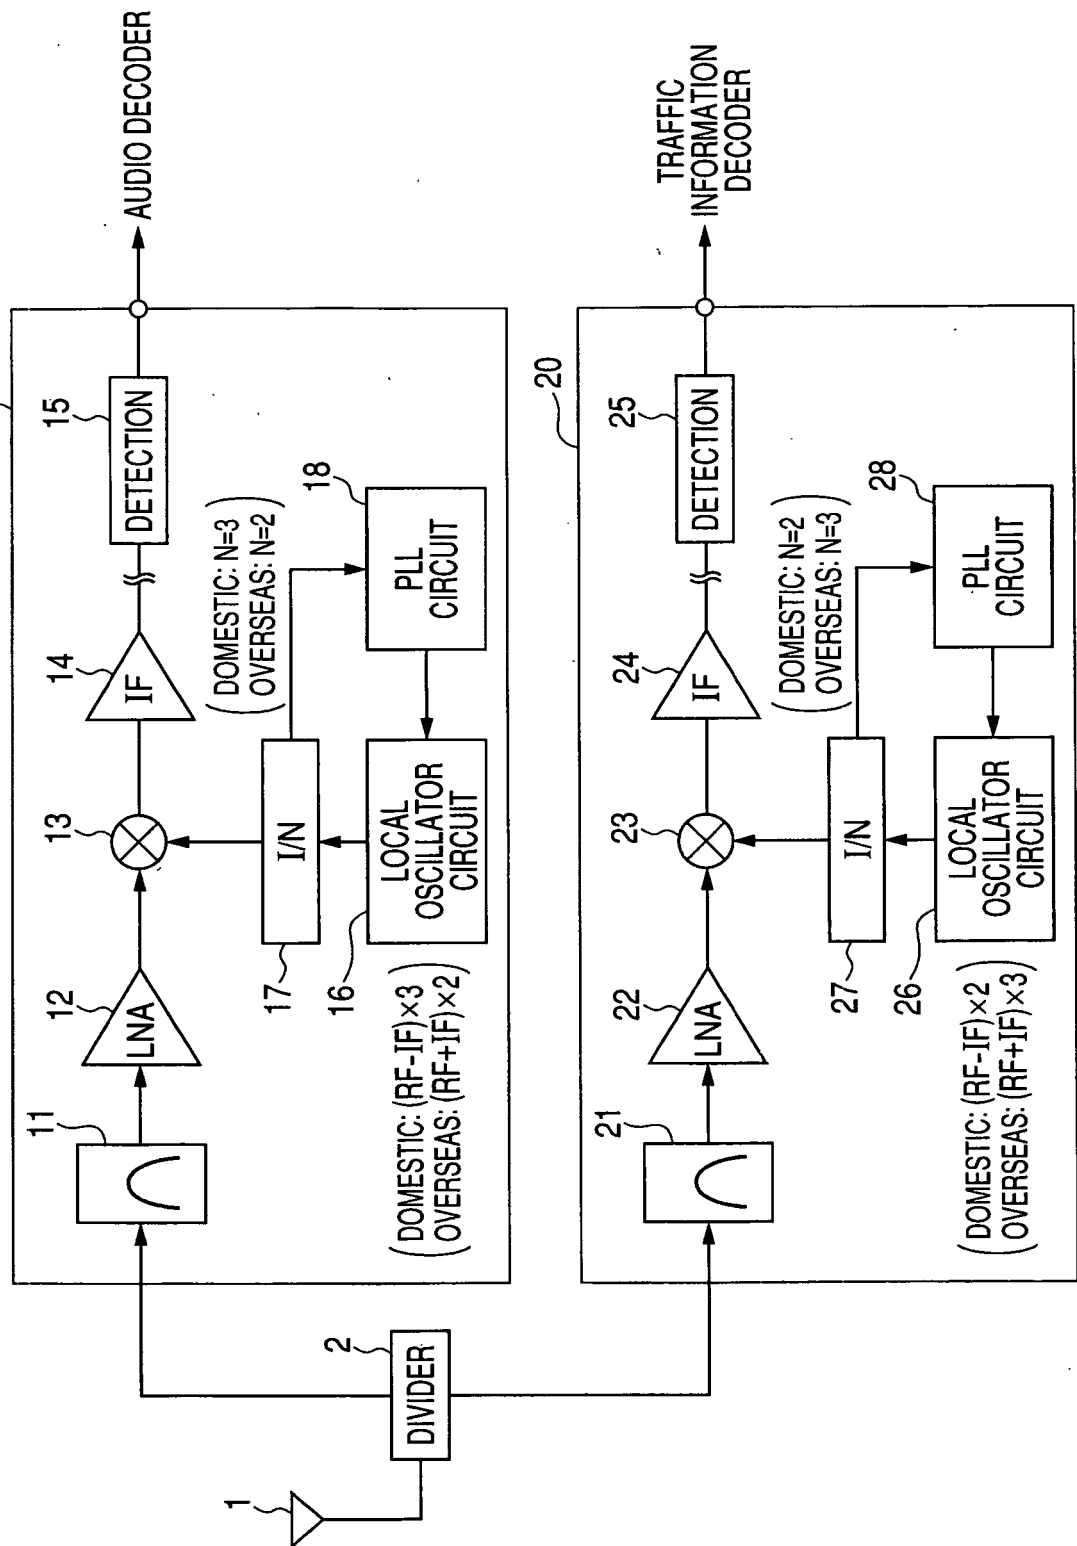 1
2
DIVIDER
11
12
LNA
13
14
IF
15
DETECTION
AUDIO DECODER
17
I/N
(DOMESTIC: N=3
OVERSEAS: N=2)
16
LOCAL
OSCILLATOR
CIRCUIT
18
PLL
CIRCUIT
(DOMESTIC: (RF-IF)×3
OVERSEAS: (RF+IF)×2)
20
21
22
LNA
23
24
IF
25
DETECTION
TRAFFIC
INFORMATION
DECODER
27
I/N
(DOMESTIC: N=2
OVERSEAS: N=3)
26
LOCAL
OSCILLATOR
CIRCUIT
28
PLL
CIRCUIT
(DOMESTIC: (RF-IF)×2
OVERSEAS: (RF+IF)×3)